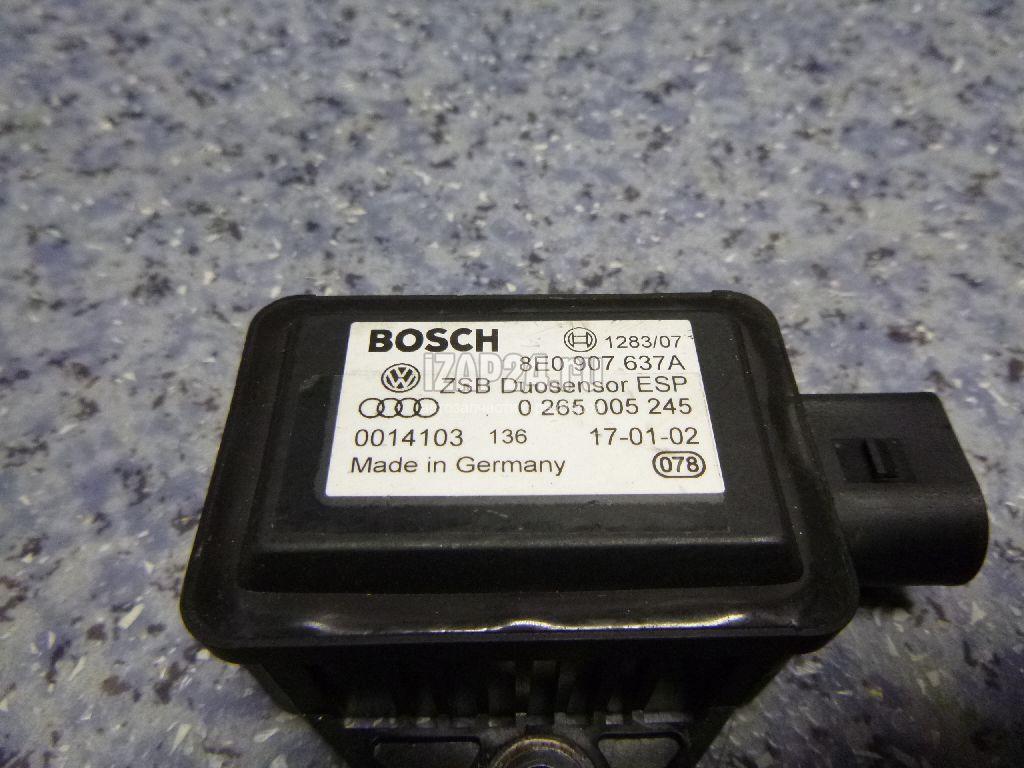 BOSCH 1283/07
8E0 907 637A
ZSB Duosensor ESP
0 265 005 245
0014103 136 17-01-02
Made in Germany 078